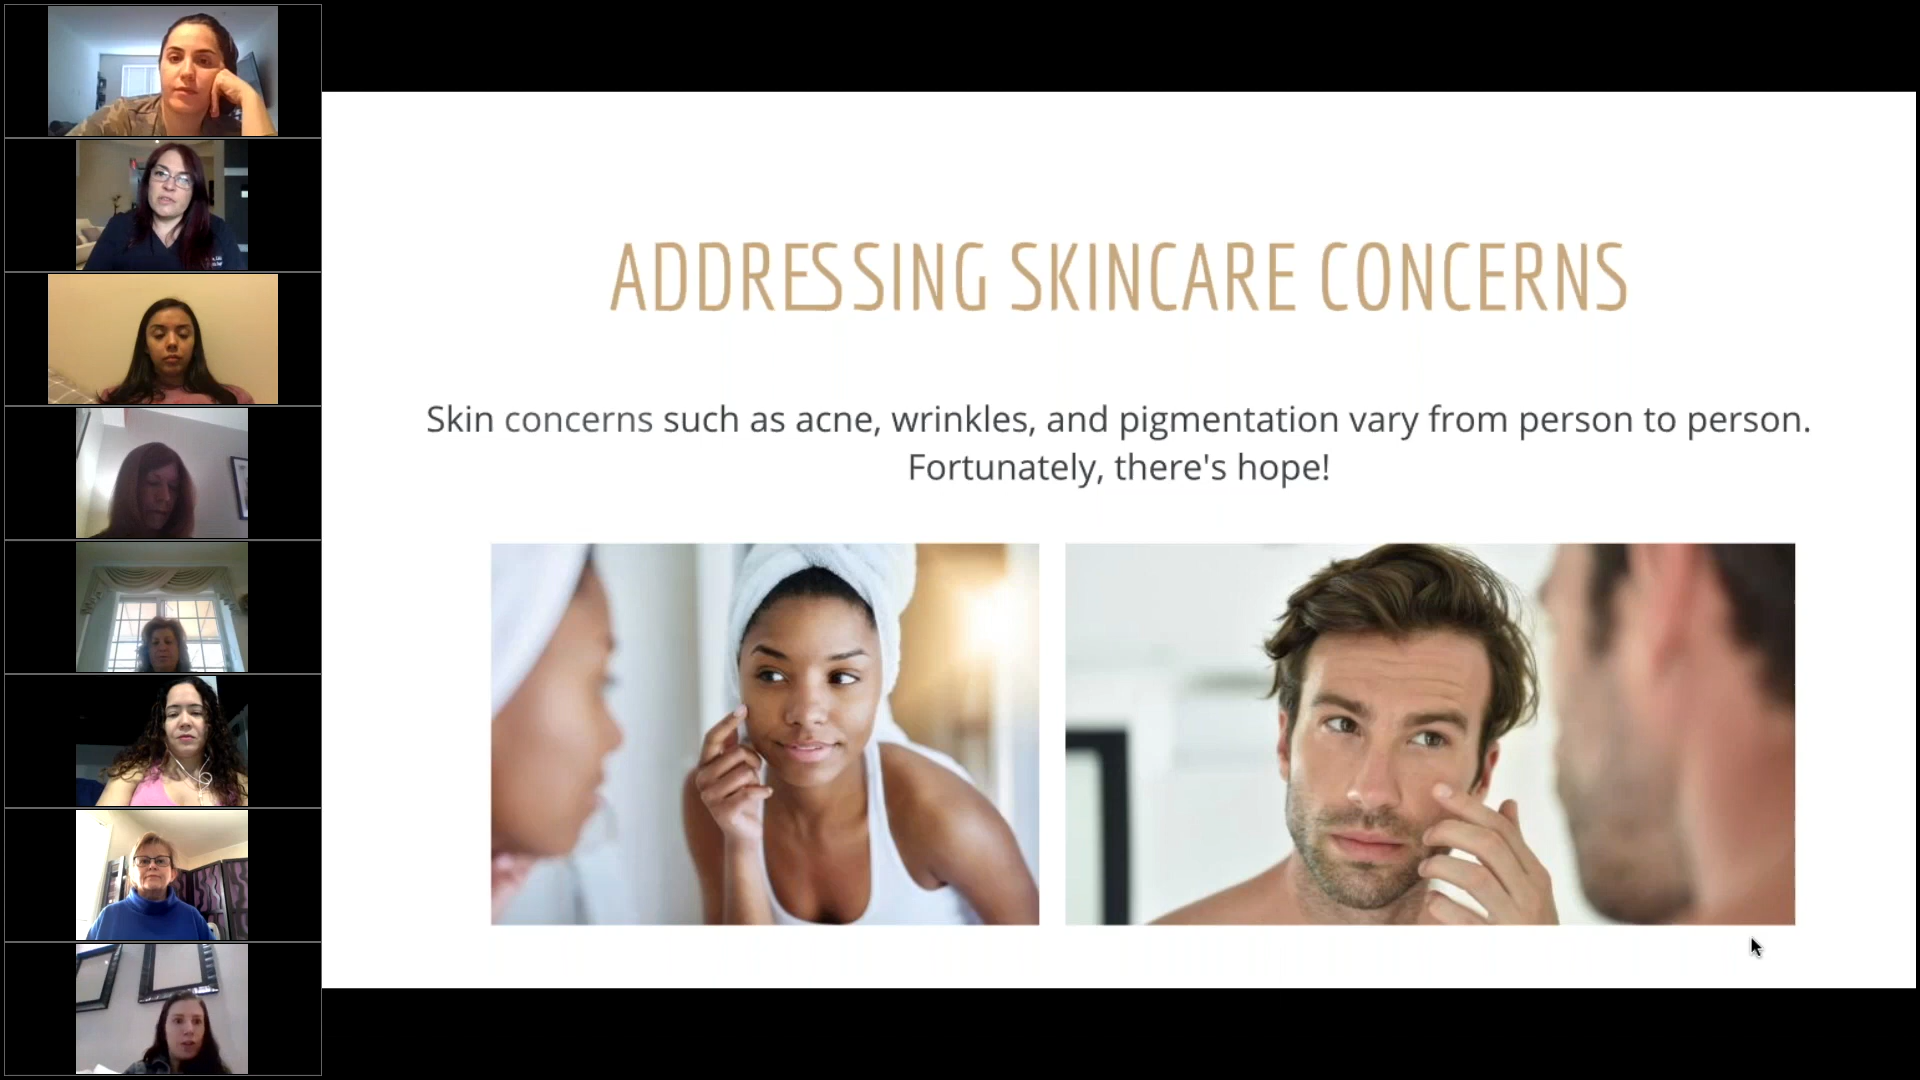 ADDRESSING SKINCARE CONCERNS
Skin concerns such as acne, wrinkles, and pigmentation vary from person to person.
Fortunately, there's hope!